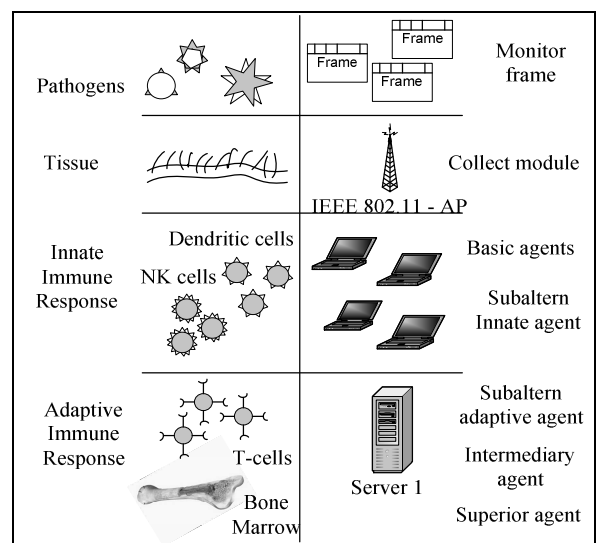 Pathogens
Frame
Frame
Frame
Monitor
frame
Tissue
IEEE 802.11 - AP
Collect module
Innate
Immune
Response
Dendritic cells
NK cells
Basic agents
Subaltern
Innate agent
Adaptive
Immune
Response
T-cells
Bone
Marrow
Server 1
Subaltern
adaptive agent
Intermediary
agent
Superior agent